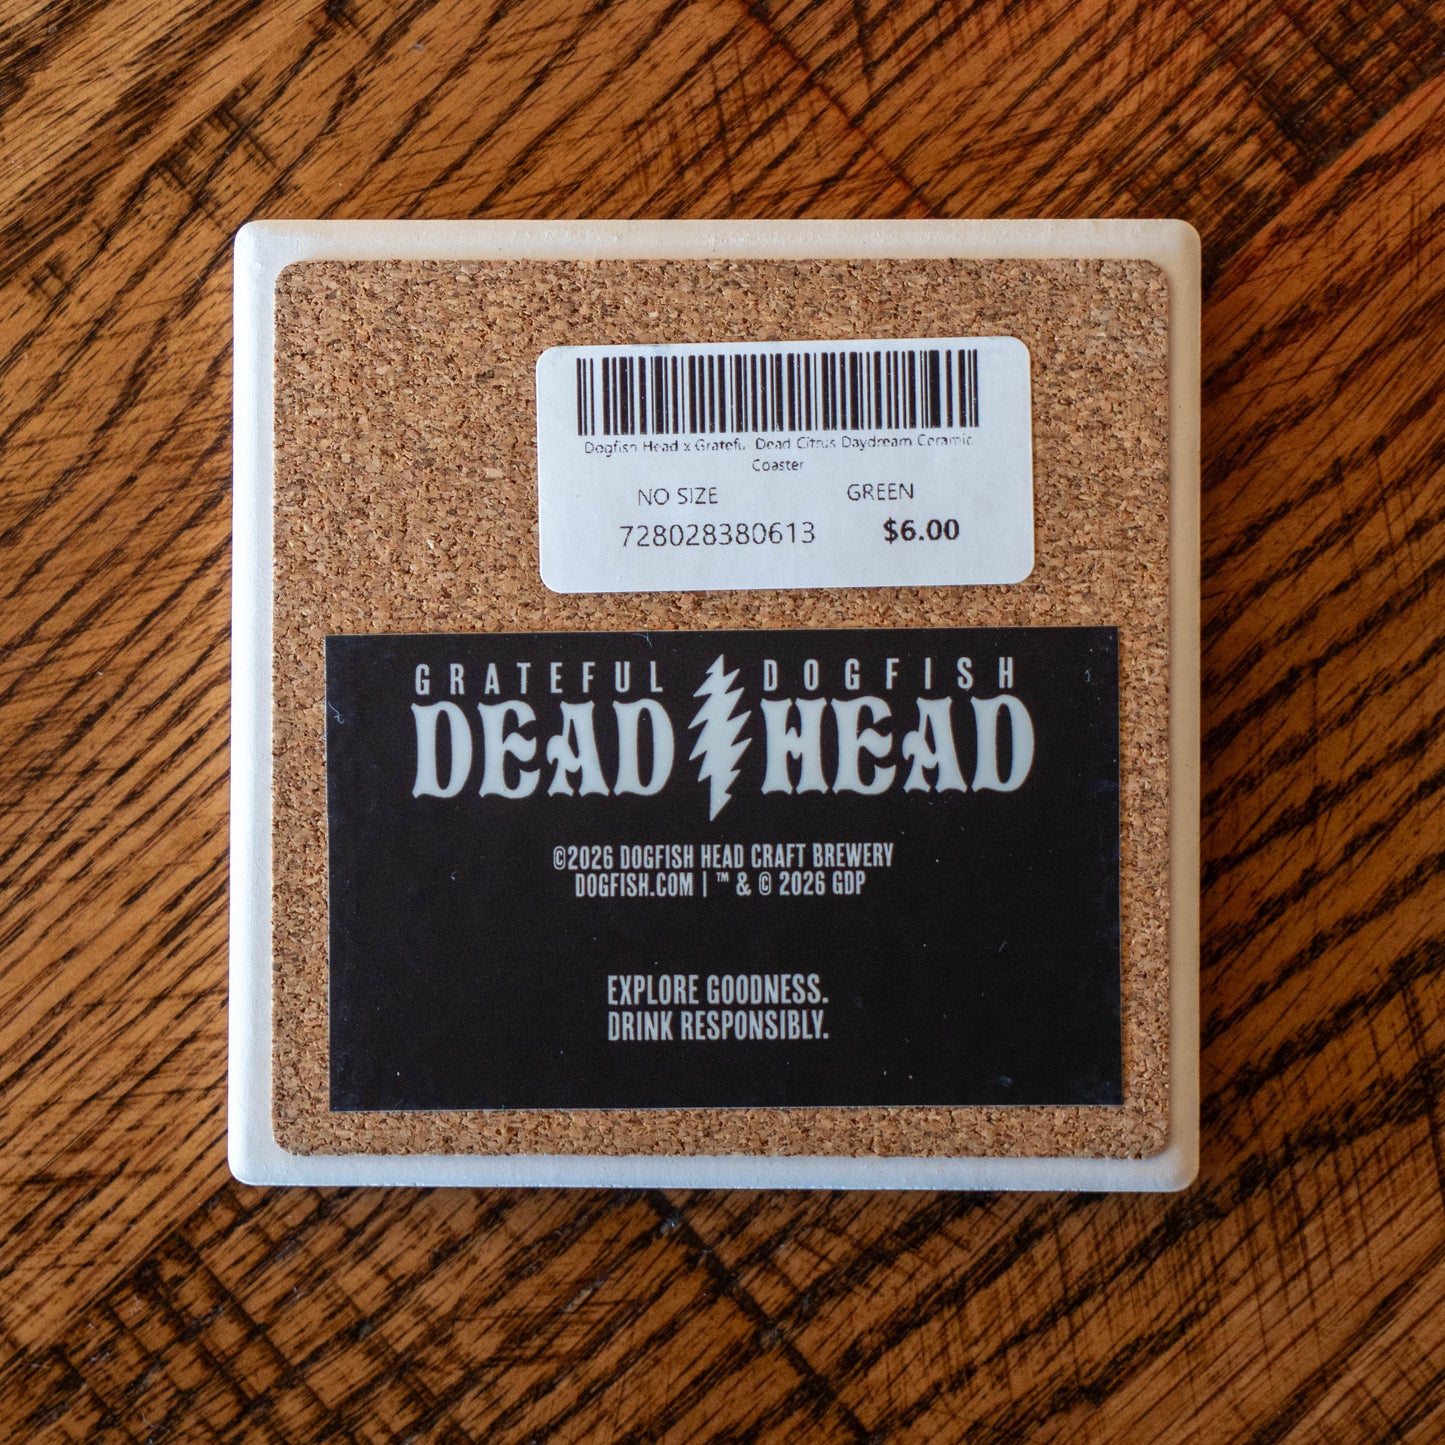 Dogfish Head x Grateful Dead Citrus Daydream Ceramic
Coaster
NO SIZE GREEN
728028380613 $6.00
GRATEFUL DOGFISH
DEAD HEAD
©2026 DOGFISH HEAD CRAFT BREWERY
DOGFISH.COM | ™ & © 2026 GDP
EXPLORE GOODNESS.
DRINK RESPONSIBLY.